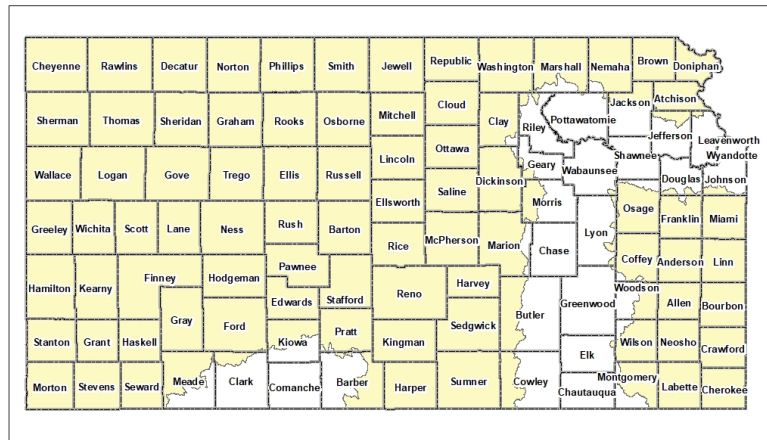 Cheyenne Rawlins Decatur Norton Phillips Smith Jewell Republic Washington Marshall Nemaha Brown Doniphan
Sherman Thomas Sheridan Graham Rooks Osborne Mitchell Cloud Clay Riley Pottawatomie Jackson Atchison
Jefferson Leavenworth
Wyandotte
Wallace Logan Gove Trego Ellis Russell Lincoln Ottawa Geary Wabaunsee Shawnee Douglas Johnson
Ellsworth Saline Dickinson Morris
Greeley Wichita Scott Lane Ness Rush Barton Rice McPherson Marion Chase Lyon Osage Franklin Miami
Hamilton Kearny Finney Hodgeman Pawnee Coffey Anderson Linn
Edwards Stafford Reno Harvey Butler Greenwood Woodson Allen Bourbon
Gray Ford
Stanton Grant Haskell Kiowa Pratt Kingman Sedgwick Elk Wilson Neosho Crawford
Morton Stevens Seward Meade Clark Comanche Barber Harper Sumner Cowley Chautauqua Montgomery Labette Cherokee